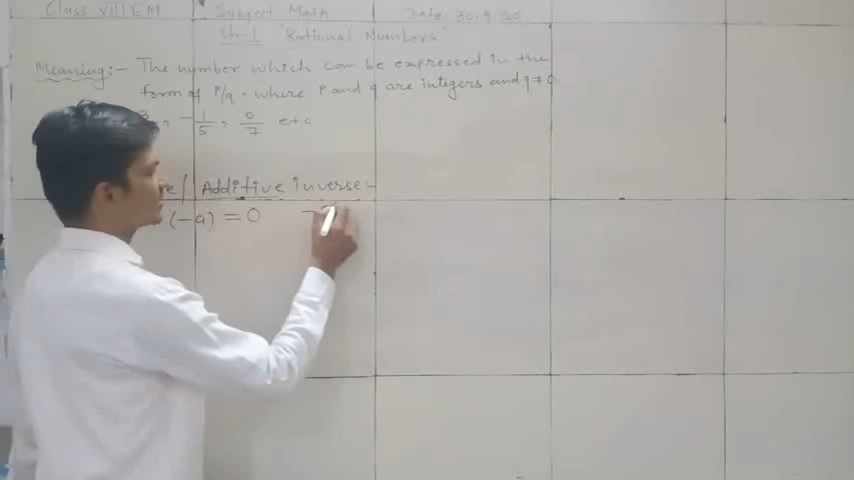 Class VIII EM Subject Math Date: 30.9.20
Ch-1 "Rational Numbers"
Meaning:- The number which can be expressed in the
form of P/q. where P and q are integers and q ≠ 0
, -1/5, 0/7 etc
Additive inverse:-
(-a) = 0